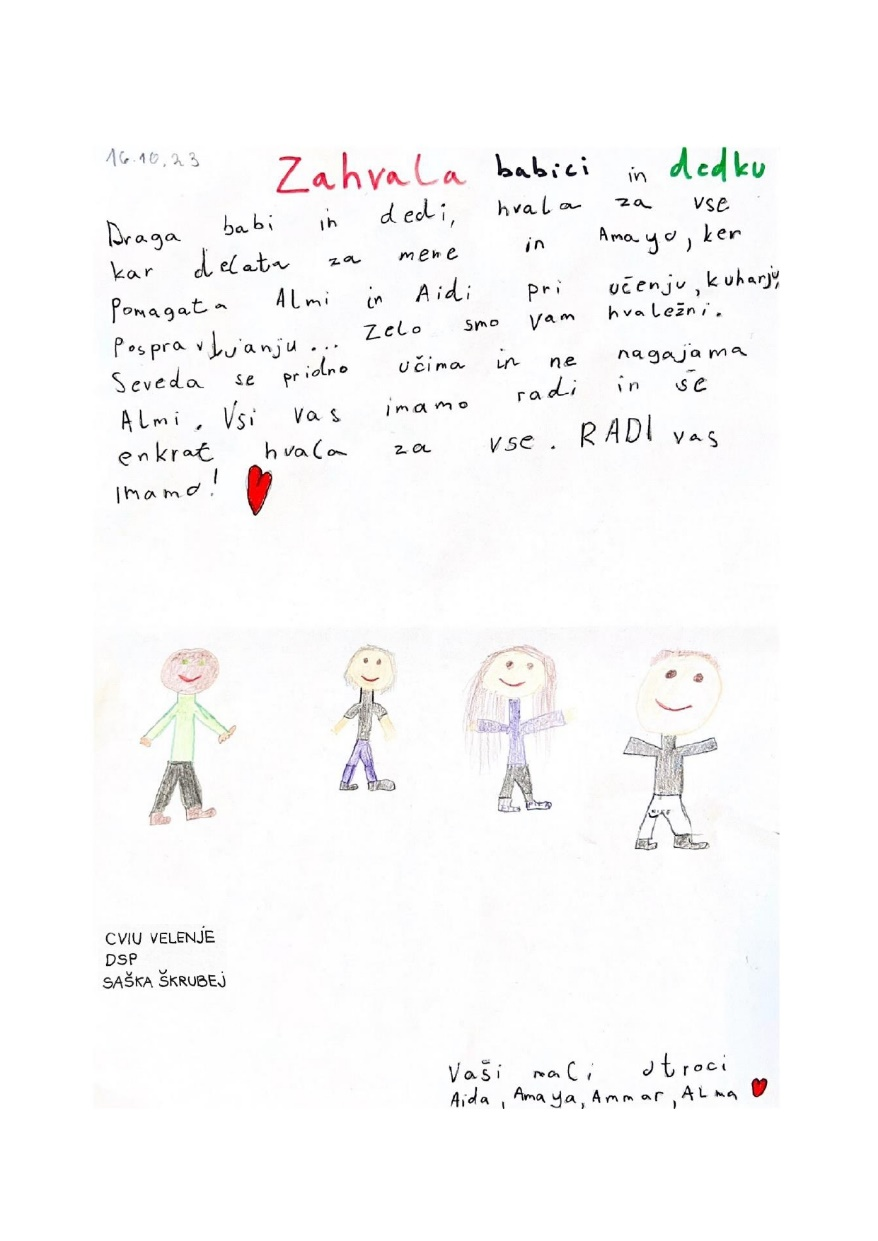 16.10.23
Zahvala babici in dedku
Draga babi in dedi, hvala za vse
kar delata za mene in Amayo, ker
Pomagata Almi in Aidi pri učenju, kuharju,
Pospravljanju... Zelo smo vam hvaležni.
Seveda se pridno učima in ne nagajama
Almi. Vsi vas imamo radi in še
enkrat hvala za vse. RADI vas
imamo! ♥
CVIU VELENJE
DSP
SAŠKA ŠKRUBEJ
Vaši mali otroci
Aida, Amaya, Ammar, Alma ♥